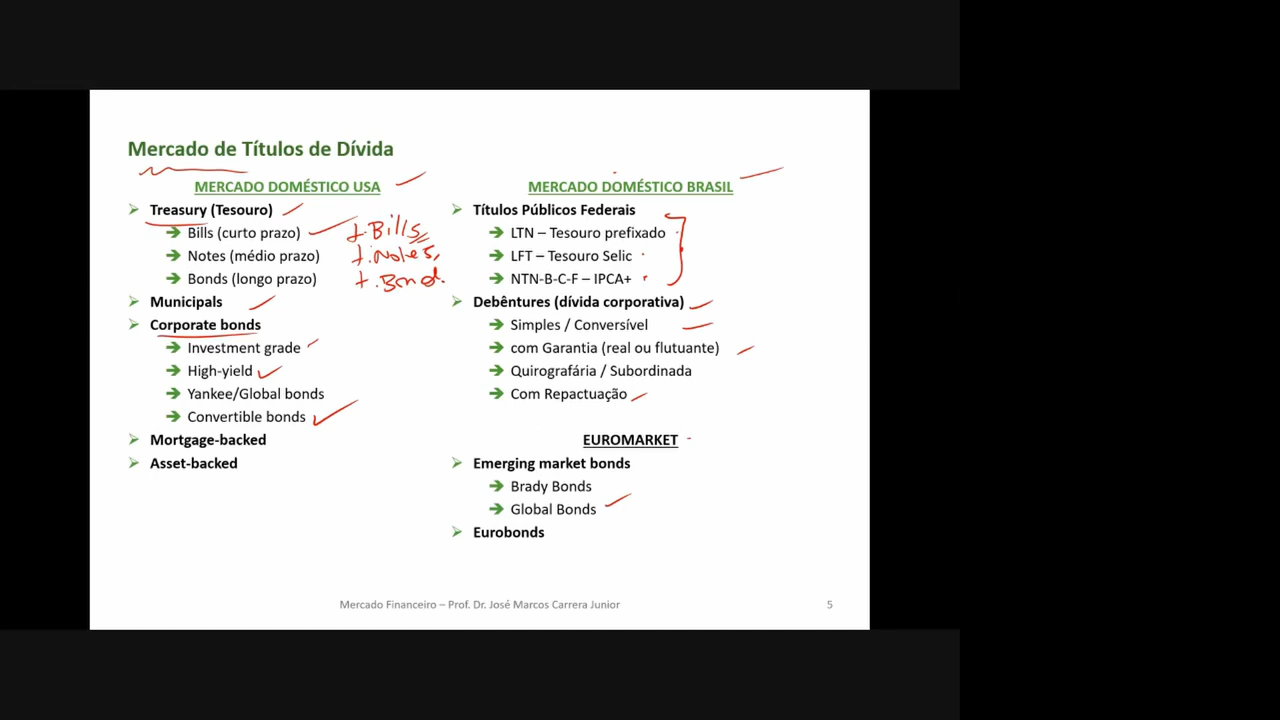 Mercado de Títulos de Dívida
MERCADO DOMÉSTICO USA
Treasury (Tesouro)
Bills (curto prazo) t.Bills
Notes (médio prazo) t.Notes,
Bonds (longo prazo) t.Bond.
Municipals
Corporate bonds
Investment grade
High-yield
Yankee/Global bonds
Convertible bonds
Mortgage-backed
Asset-backed
MERCADO DOMÉSTICO BRASIL
Títulos Públicos Federais
LTN – Tesouro prefixado
LFT – Tesouro Selic
NTN-B-C-F – IPCA+
Debêntures (dívida corporativa)
Simples / Conversível
com Garantia (real ou flutuante)
Quirografária / Subordinada
Com Repactuação
EUROMARKET
Emerging market bonds
Brady Bonds
Global Bonds
Eurobonds
Mercado Financeiro – Prof. Dr. José Marcos Carrera Junior 5